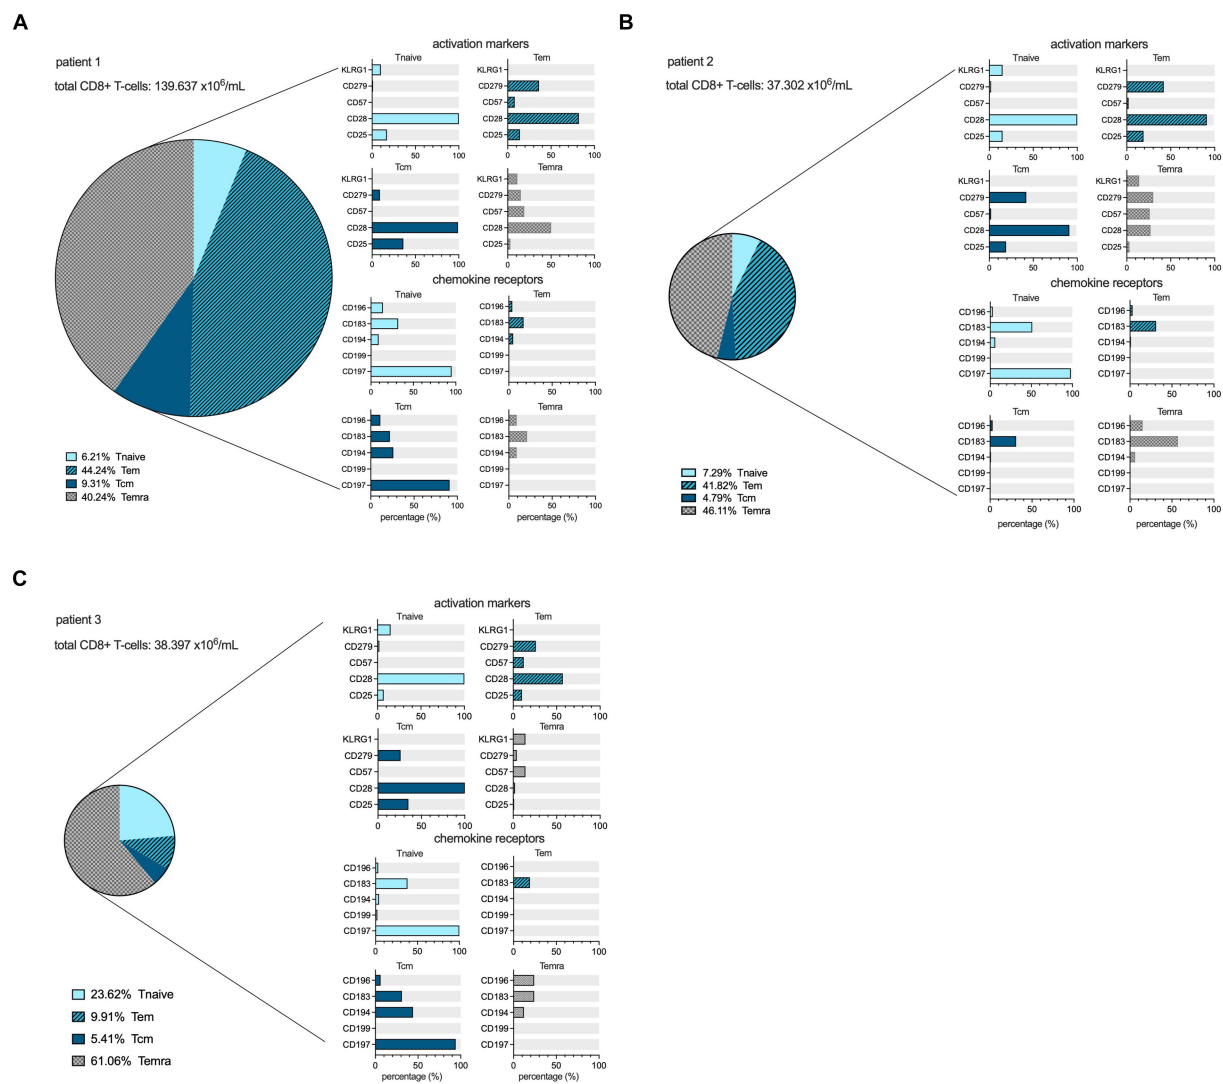 A
patient 1
total CD8+ T-cells: 139.637 x10⁶/mL
activation markers
Tnaive
KLRG1
CD279
CD57
CD28
CD25
0 50 100
Tem
0 50 100
Tcm
KLRG1
CD279
CD57
CD28
CD25
0 50 100
Temra
0 50 100
chemokine receptors
Tnaive
CD196
CD183
CD194
CD199
CD197
0 50 100
Tem
CD196
CD183
CD194
CD199
CD197
0 50 100
Tcm
CD196
CD183
CD194
CD199
CD197
0 50 100
percentage (%)
Temra
CD196
CD183
CD194
CD199
CD197
0 50 100
percentage (%)
6.21% Tnaive
44.24% Tem
9.31% Tcm
40.24% Temra
B
patient 2
total CD8+ T-cells: 37.302 x10⁶/mL
activation markers
Tnaive
KLRG1
CD279
CD57
CD28
CD25
0 50 100
Tem
KLRG1
CD279
CD57
CD28
CD25
0 50 100
Tcm
KLRG1
CD279
CD57
CD28
CD25
0 50 100
Temra
KLRG1
CD279
CD57
CD28
CD25
0 50 100
chemokine receptors
Tnaive
CD196
CD183
CD194
CD199
CD197
0 50 100
Tem
CD196
CD183
CD194
CD199
CD197
0 50 100
Tcm
CD196
CD183
CD194
CD199
CD197
0 50 100
percentage (%)
Temra
CD196
CD183
CD194
CD199
CD197
0 50 100
percentage (%)
7.29% Tnaive
41.82% Tem
4.79% Tcm
46.11% Temra
C
patient 3
total CD8+ T-cells: 38.397 x10⁶/mL
activation markers
Tnaive
KLRG1
CD279
CD57
CD28
CD25
0 50 100
Tem
KLRG1
CD279
CD57
CD28
CD25
0 50 100
Tcm
KLRG1
CD279
CD57
CD28
CD25
0 50 100
Temra
KLRG1
CD279
CD57
CD28
CD25
0 50 100
chemokine receptors
Tnaive
CD196
CD183
CD194
CD199
CD197
0 50 100
Tem
CD196
CD183
CD194
CD199
CD197
0 50 100
Tcm
CD196
CD183
CD194
CD199
CD197
0 50 100
percentage (%)
Temra
CD196
CD183
CD194
CD199
CD197
0 50 100
percentage (%)
23.62% Tnaive
9.91% Tem
5.41% Tcm
61.06% Temra